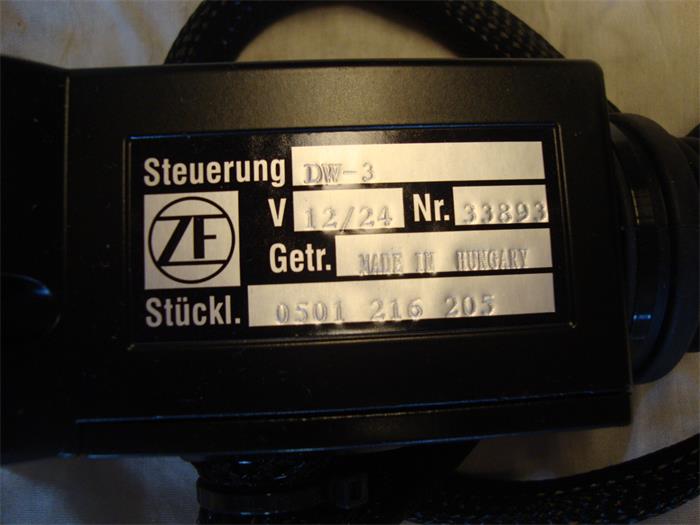 Steuerung DW-3
ZF
V 12/24 Nr. 33893
Getr. MADE IN HUNGARY
Stückl. 0501 216 205